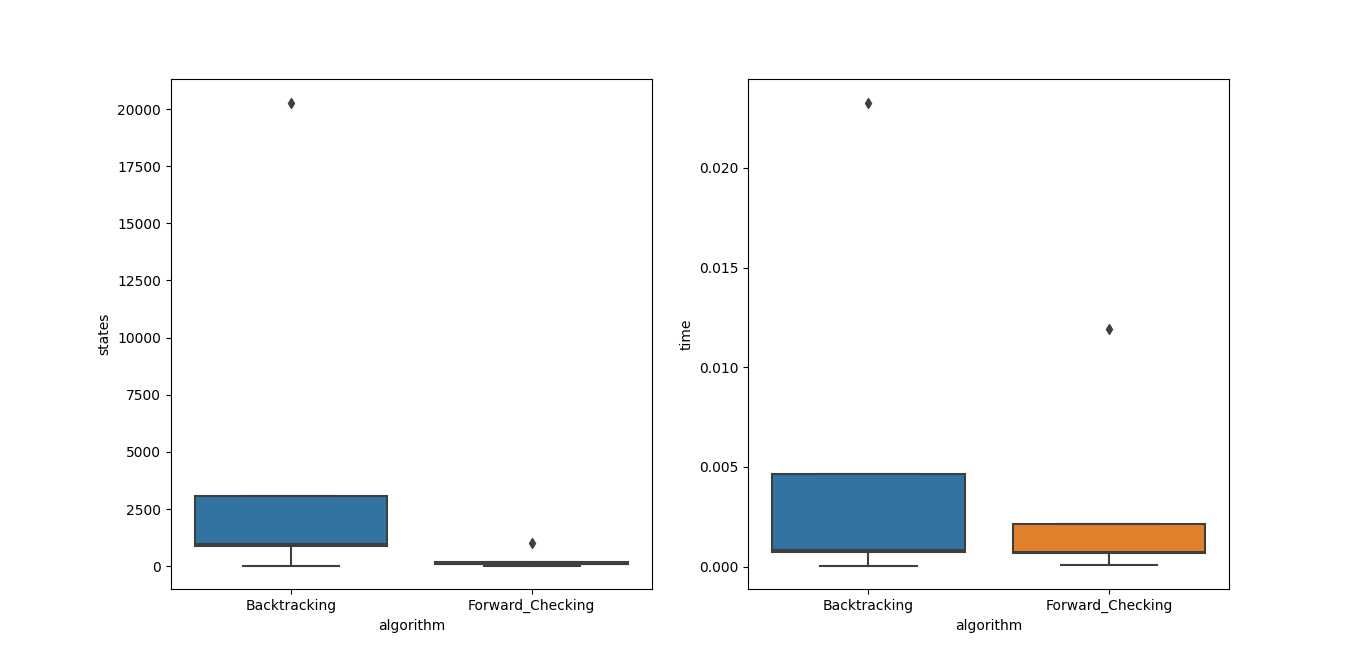 20000
17500
15000
12500
10000
7500
5000
2500
0
states
Backtracking
Forward_Checking
algorithm
0.020
0.015
0.010
0.005
0.000
time
Backtracking
Forward_Checking
algorithm